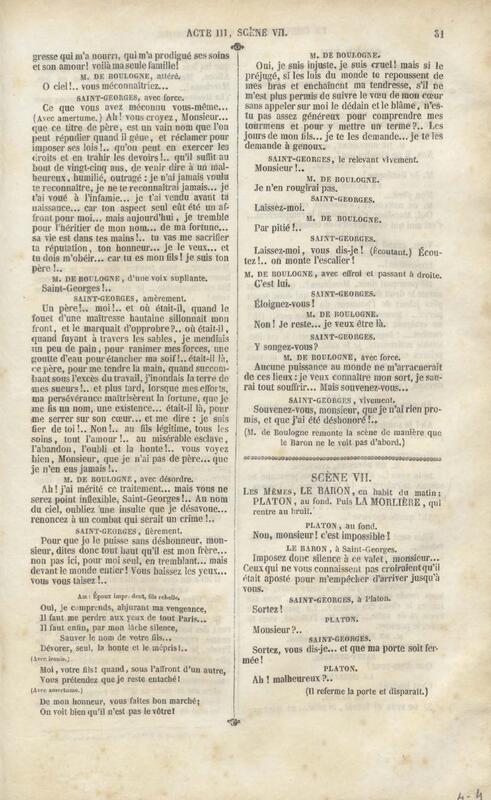 ACTE III, SCÈNE VII. 31
gresse qui m'a nourri, qui m'a prodigué ses soins
et son amour! voilà ma seule famille!
M. DE BOULOGNE, attéré.
O ciel!.. vous méconnaîtriez...
SAINT-GEORGES, avec force.
Ce que vous avez méconnu vous-même...
(Avec amertume.) Ah! vous croyez, Monsieur...
que ce titre de père, est un vain nom que l'on
peut répudier quand il gêne, et réclamer pour
imposer ses lois!.. qu'on peut en exercer les
droits et en trahir les devoirs!.. qu'il suffit au
bout de vingt-cinq ans, de venir dire à un mal-
heureux, humilié, outragé : je n'ai jamais voulu
te reconnaître, je ne te reconnaîtrai jamais... je
t'ai voué à l'infamie... je t'ai vendu avant ta
naissance... car ton aspect seul eût été un af-
front pour moi... mais aujourd'hui, je tremble
pour l'héritier de mon nom... de ma fortune...
sa vie est dans tes mains!.. tu vas me sacrifier
ta réputation, ton honneur... je le veux... et
tu dois m'obéir... car tu es mon fils! je suis ton
père!..
M. DE BOULOGNE, d'une voix supliante.
Saint-Georges!..
SAINT-GEORGES, amèrement.
Un père!.. moi!.. et où était-il, quand le
fouet d'une maîtresse hautaine sillonnait mon
front, et le marquait d'opprobre?.. où était-il,
quand fuyant à travers les sables, je mendiais
un peu de pain, pour ranimer mes forces, une
goutte d'eau pour étancher ma soif!.. était-il là,
ce père, pour me tendre la main, quand succom-
bant sous l'excès du travail, j'inondais la terre de
mes sueurs!.. et plus tard, lorsque mes efforts,
ma persévérance maîtrisèrent la fortune, que je
me fis un nom, une existence... était-il là, pour
me serrer sur son cœur... et me dire : je suis
fier de toi!.. Non!.. au fils légitime, tous les
soins, tout l'amour!.. au misérable esclave,
l'abandon, l'oubli et la honte!.. vous voyez
bien, Monsieur, que je n'ai pas de père... que
je n'en eus jamais!..
M. DE BOULOGNE, avec désordre.
Ah! j'ai mérité ce traitement... mais vous ne
serez point inflexible, Saint-Georges!.. Au nom
du ciel, oubliez une insulte que je désavoue...
renoncez à un combat qui serait un crime!..
SAINT-GEORGES, fièrement.
Pour que je le puisse sans déshonneur, mon-
sieur, dites donc tout haut qu'il est mon frère...
non pas ici, pour moi seul, en tremblant... mais
devant le monde entier! Vous baissez les yeux...
vous vous taisez!..
AIR : Époux imprudent, fils rebelle,
Oui, je comprends, abjurant ma vengeance,
Il faut me perdre aux yeux de tout Paris...
Il faut enfin, par mon lâche silence,
Sauver le nom de votre fils...
Dévorer, seul, la honte et le mépris!..
(Avec ironie.)
Moi, votre fils! quand, sous l'affront d'un autre,
Vous prétendez que je reste entaché!
(Avec amertume.)
De mon honneur, vous faites bon marché;
On voit bien qu'il n'est pas le vôtre!
M. DE BOULOGNE.
Oui, je suis injuste, je suis cruel! mais si le
préjugé, si les lois du monde te repoussent de
mes bras et enchaînent ma tendresse, s'il ne
m'est plus permis de suivre le vœu de mon cœur
sans appeler sur moi le dédain et le blâme, n'es-
tu pas assez généreux pour comprendre mes
tourmens et pour y mettre un terme?.. Les
jours de mon fils... je te les demande... je te les
demande à genoux.
SAINT-GEORGES, le relevant vivement.
Monsieur!..
M. DE BOULOGNE.
Je n'en rougirai pas.
SAINT-GEORGES.
Laissez-moi.
M. DE BOULOGNE.
Par pitié!..
SAINT-GEORGES.
Laissez-moi, vous dis-je! (Écoutant.) Écou-
tez!.. on monte l'escalier!
M. DE BOULOGNE, avec effroi et passant à droite.
C'est lui.
SAINT-GEORGES.
Éloignez-vous!
M. DE BOULOGNE.
Non! Je reste... je veux être là.
SAINT-GEORGES.
Y songez-vous?
M. DE BOULOGNE, avec force.
Aucune puissance au monde ne m'arracherait
de ces lieux : je veux connaître mon sort, je sau-
rai tout souffrir... Mais souvenez-vous...
SAINT-GEORGES, vivement.
Souvenez-vous, monsieur, que je n'ai rien pro-
mis, et que j'ai été déshonoré!..
(M. de Boulogne remonte la scène de manière que
le Baron ne le voit pas d'abord.)
SCÈNE VII.
LES MÊMES, LE BARON, en habit du matin;
PLATON, au fond. Puis LA MORLIÈRE, qui
rentre au bruit.
PLATON, au fond.
Non, monsieur! c'est impossible!
LE BARON, à Saint-Georges.
Imposez donc silence à ce valet, monsieur...
Ceux qui ne vous connaissent pas croiraient qu'il
était aposté pour m'empêcher d'arriver jusqu'à
vous.
SAINT-GEORGES, à Platon.
Sortez!
PLATON.
Monsieur?..
SAINT-GEORGES.
Sortez, vous dis-je... et que ma porte soit fer-
mée!
PLATON.
Ah! malheureux?..
(Il referme la porte et disparaît.)
4-4